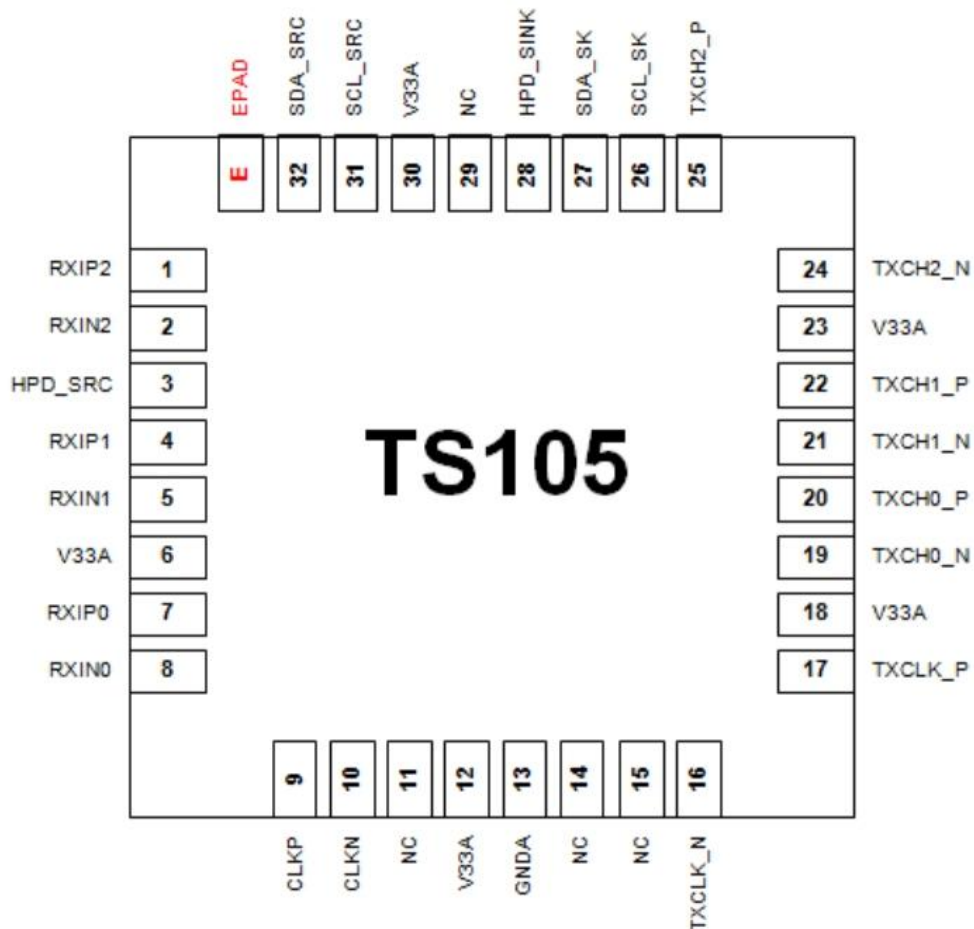 EPAD SDA_SRC SCL_SRC V33A NC HPD_SINK SDA_SK SCL_SK TXCH2_P
E 32 31 30 29 28 27 26 25
RXIP2 1 24 TXCH2_N
RXIN2 2 23 V33A
HPD_SRC 3 22 TXCH1_P
RXIP1 4 21 TXCH1_N
TS105
RXIN1 5 20 TXCH0_P
V33A 6 19 TXCH0_N
RXIP0 7 18 V33A
RXIN0 8 17 TXCLK_P
9 10 11 12 13 14 15 16
CLKP CLKN NC V33A GNDA NC NC TXCLK_N